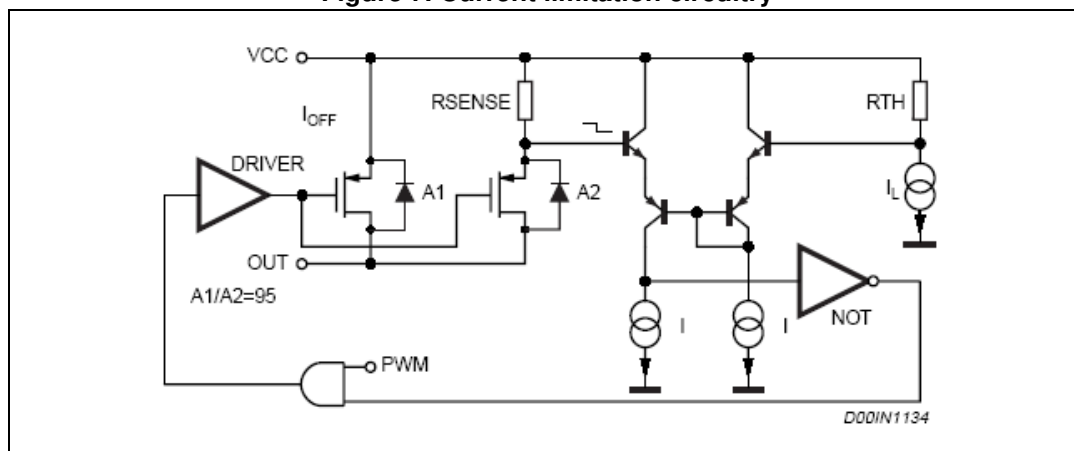 Figure 7. Current limitation circuitry
VCC
RSENSE
RTH
IOFF
DRIVER
A1
A2
IL
OUT
A1/A2=95
I
I
NOT
PWM
D00IN1134